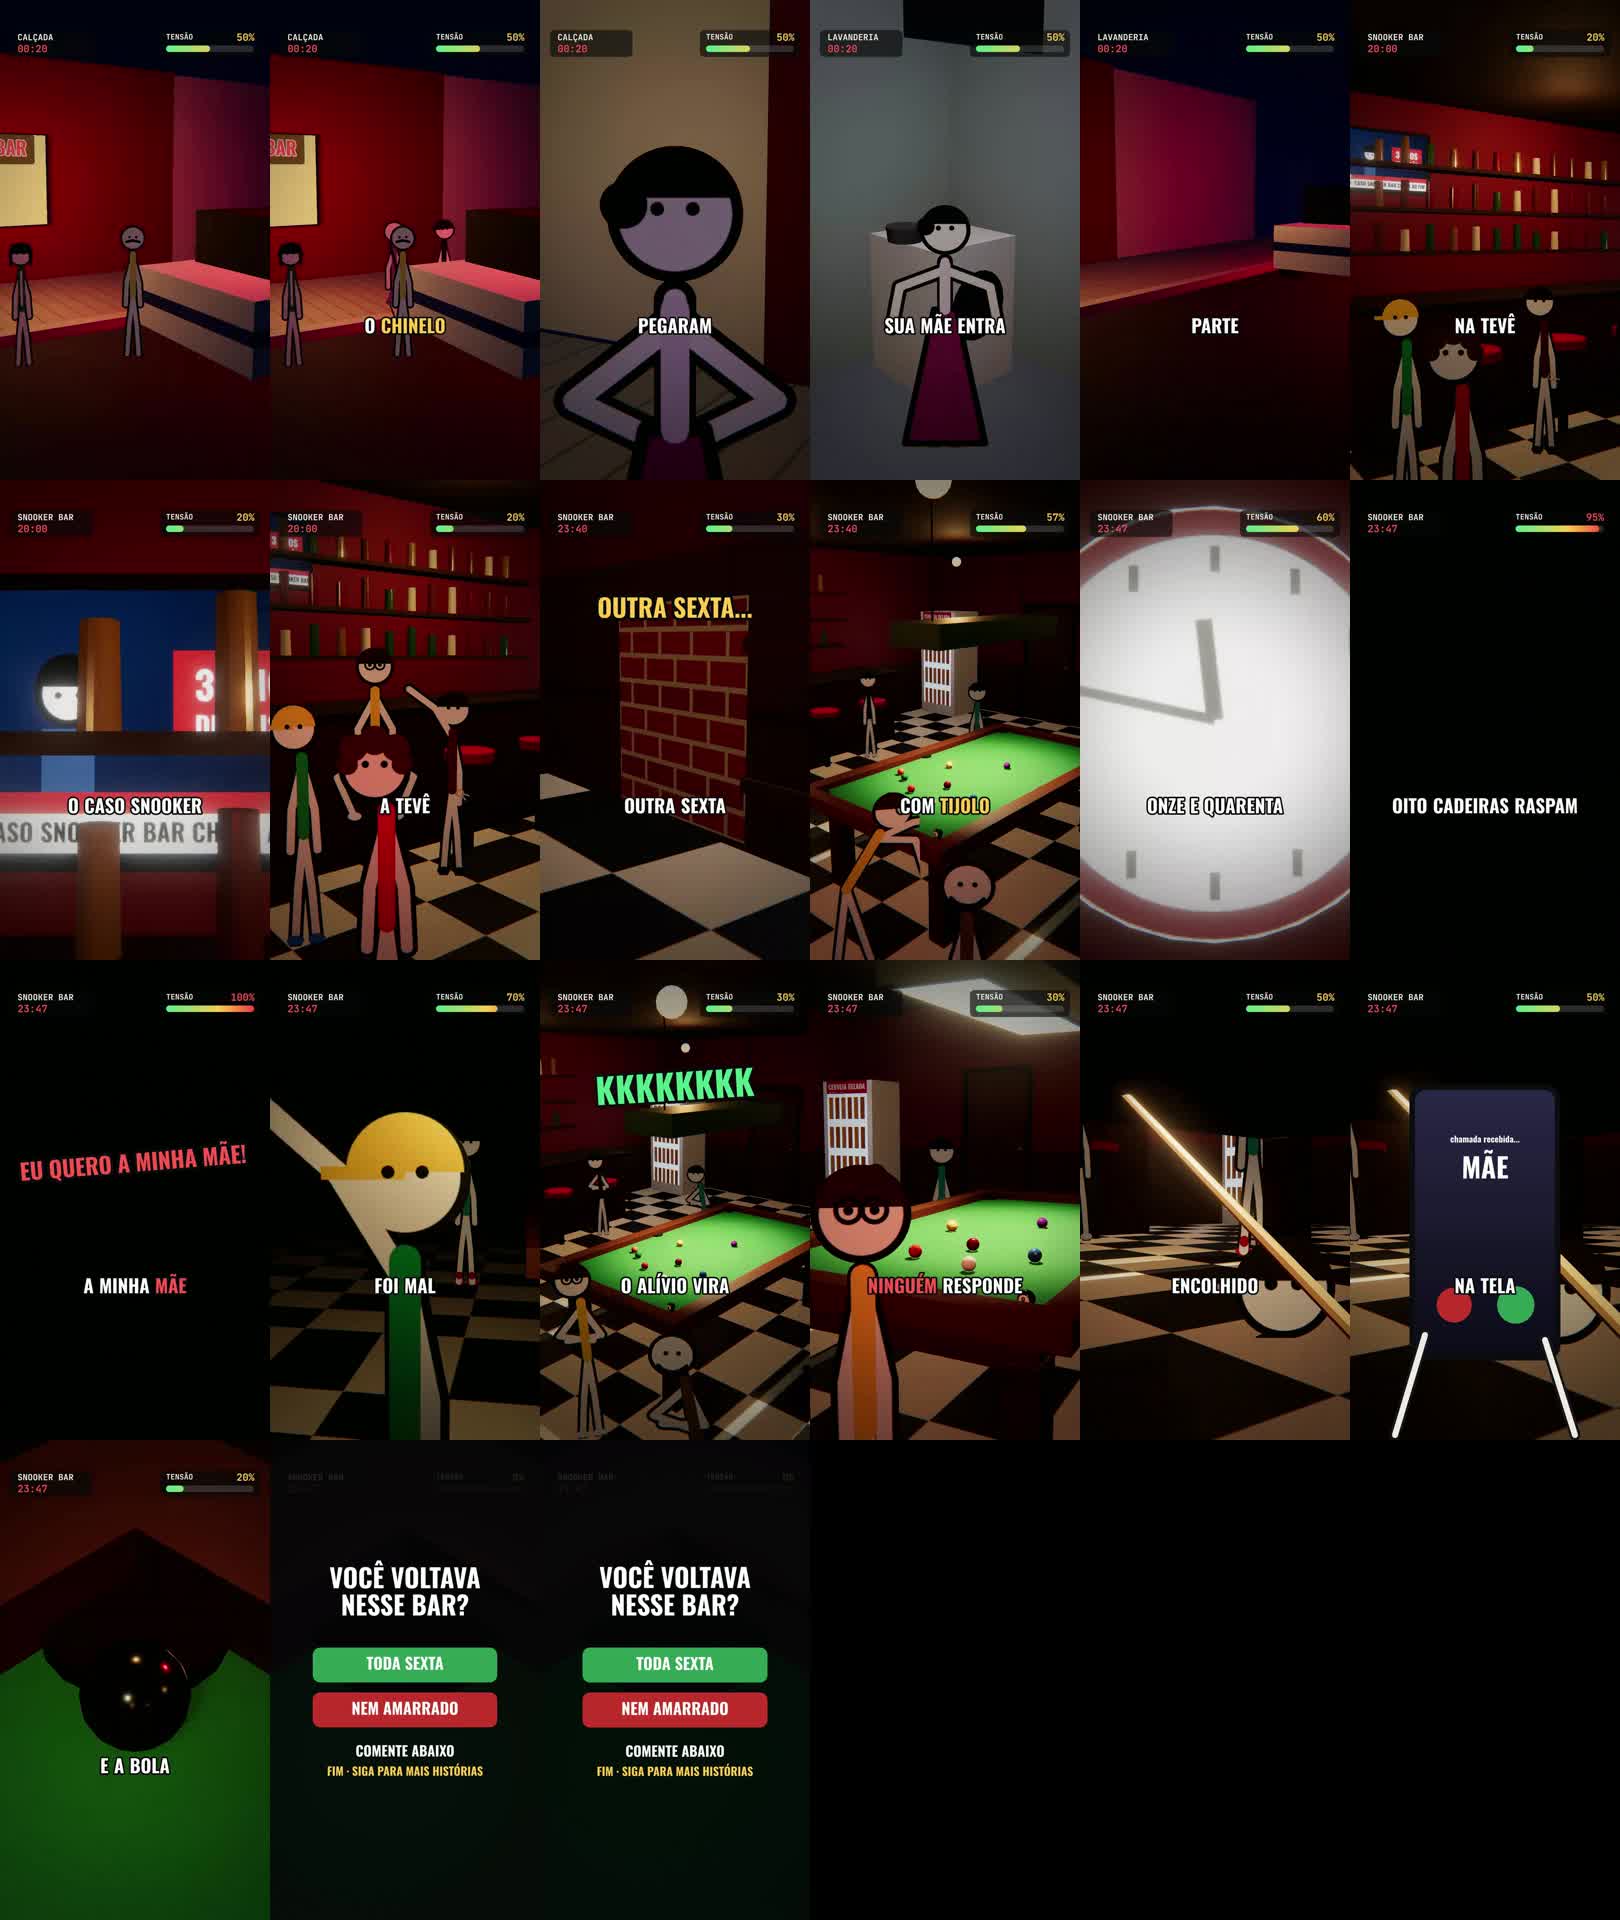 CALÇADA
00:20
TENSÃO 50%
BAR
CALÇADA
00:20
TENSÃO 50%
BAR
O CHINELO
CALÇADA
00:20
TENSÃO 50%
PEGARAM
LAVANDERIA
00:20
TENSÃO 50%
SUA MÃE ENTRA
LAVANDERIA
00:20
TENSÃO 50%
PARTE
SNOOKER BAR
20:00
TENSÃO 20%
NA TEVÊ
SNOOKER BAR
20:00
TENSÃO 20%
O CASO SNOOKER
SNOOKER BAR
20:00
TENSÃO 20%
A TEVÊ
SNOOKER BAR
23:40
TENSÃO 30%
OUTRA SEXTA...
OUTRA SEXTA
SNOOKER BAR
23:40
TENSÃO 57%
COM TIJOLO
SNOOKER BAR
23:47
TENSÃO 60%
ONZE E QUARENTA
SNOOKER BAR
23:47
TENSÃO 95%
OITO CADEIRAS RASPAM
SNOOKER BAR
23:47
TENSÃO 100%
EU QUERO A MINHA MÃE!
A MINHA MÃE
SNOOKER BAR
23:47
TENSÃO 70%
FOI MAL
SNOOKER BAR
23:47
TENSÃO 30%
KKKKKKKK
O ALÍVIO VIRA
SNOOKER BAR
23:47
TENSÃO 30%
CERVEJA GELADA
NINGUÉM RESPONDE
SNOOKER BAR
23:47
TENSÃO 50%
ENCOLHIDO
SNOOKER BAR
23:47
TENSÃO 50%
chamada recebida...
MÃE
NA TELA
SNOOKER BAR
23:47
TENSÃO 20%
E A BOLA
SNOOKER BAR
VOCÊ VOLTAVA
NESSE BAR?
TODA SEXTA
NEM AMARRADO
COMENTE ABAIXO
FIM · SIGA PARA MAIS HISTÓRIAS
SNOOKER BAR
VOCÊ VOLTAVA
NESSE BAR?
TODA SEXTA
NEM AMARRADO
COMENTE ABAIXO
FIM · SIGA PARA MAIS HISTÓRIAS